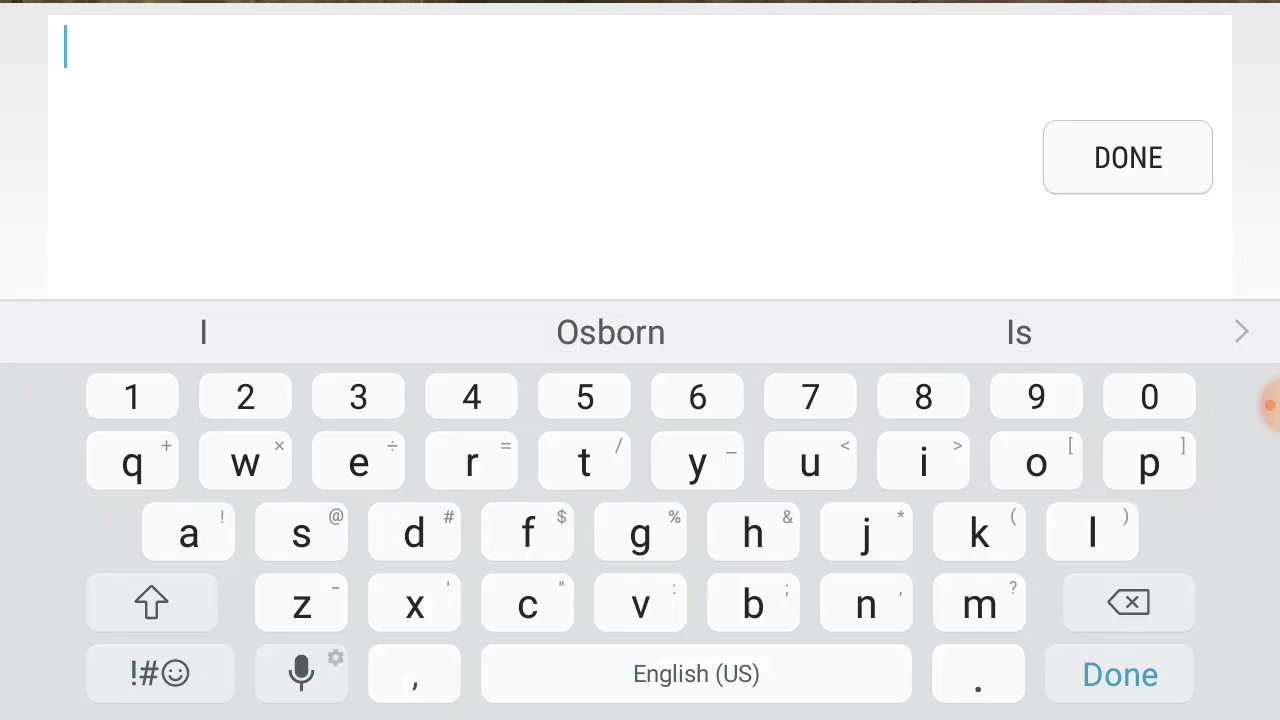 DONE
I Osborn Is
1 2 3 4 5 6 7 8 9 0
q + w × e ÷ r = t / y _ u < i > o [ p ]
a ! s @ d # f $ g % h & j * k ( l )
z - x ' c " v : b ; n , m ?
!#☺ , English (US) . Done